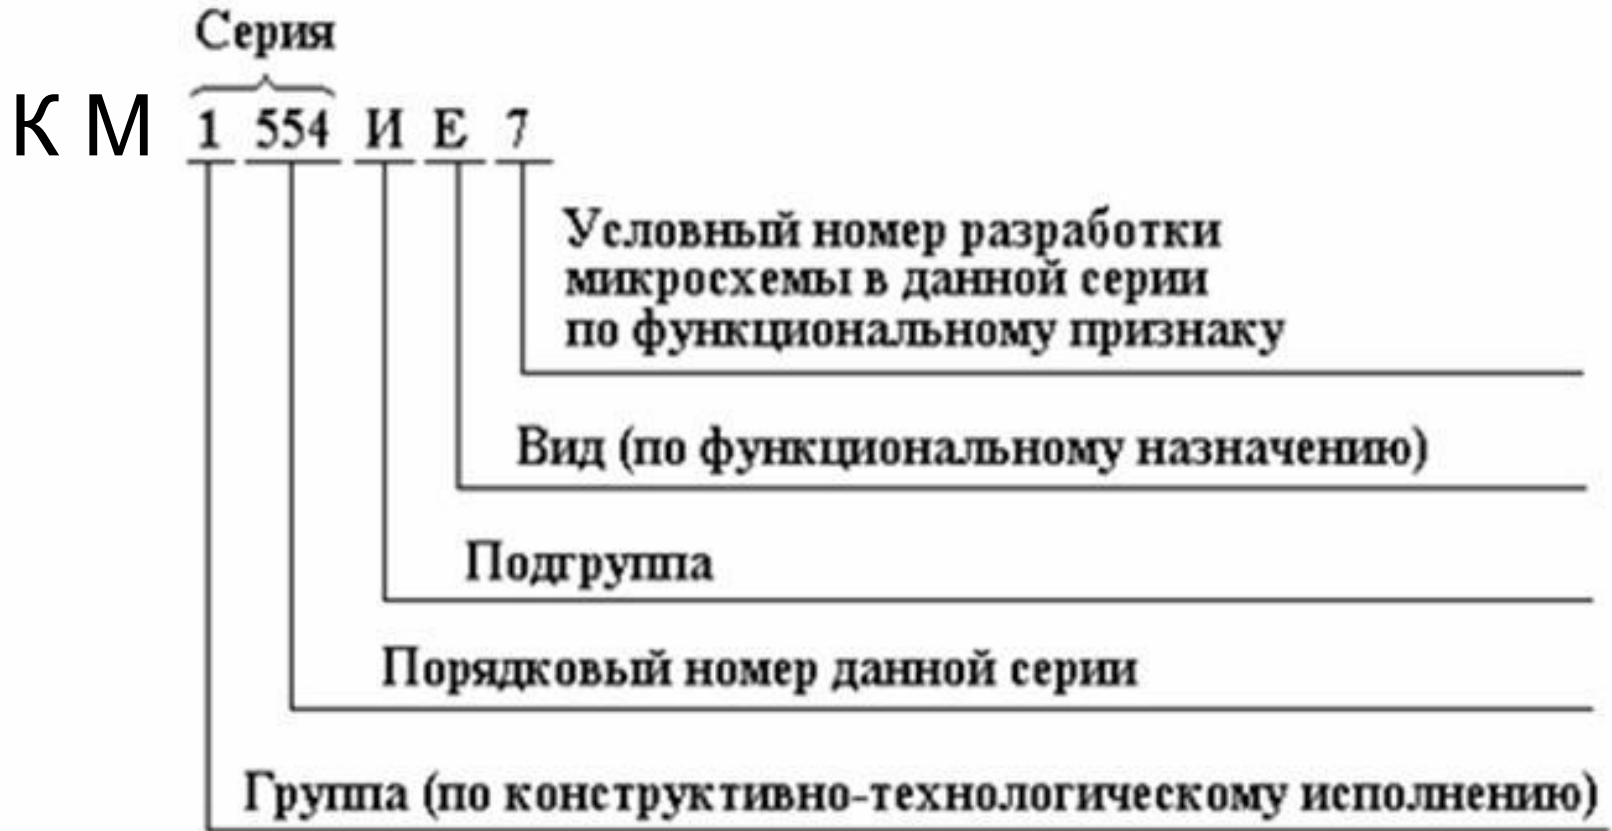 Серия
К М 1 554 И Е 7
Условный номер разработки
микросхемы в данной серии
по функциональному признаку
Вид (по функциональному назначению)
Подгруппа
Порядковый номер данной серии
Группа (по конструктивно-технологическому исполнению)